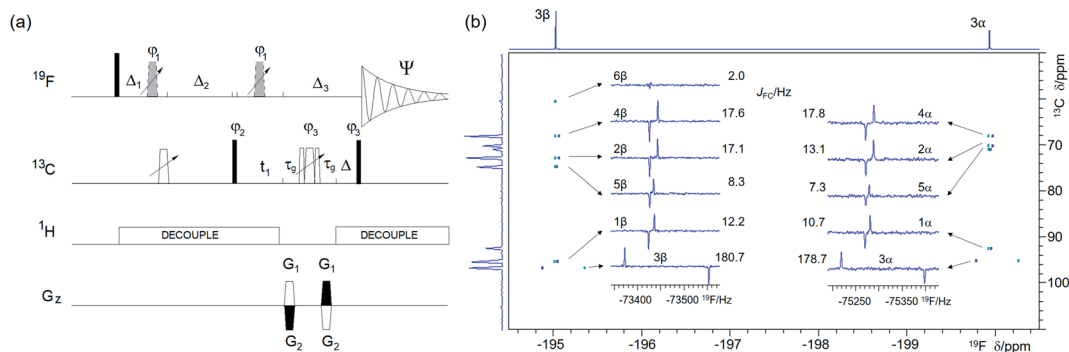 (a)
¹⁹F
Δ₁
φ₁
Δ₂
φ₁
Δ₃
Ψ
¹³C
φ₂
t₁
τg
φ₃
τg
Δ
φ₃
¹H
DECOUPLE
DECOUPLE
Gz
G₁
G₁
G₂
G₂
(b)
3β
3α
6β
2.0
JFC/Hz
4β
17.6
17.8
4α
2β
17.1
13.1
2α
5β
8.3
7.3
5α
1β
12.2
10.7
1α
3β
180.7
178.7
3α
-73400
-73500
¹⁹F/Hz
-75250
-75350
¹⁹F/Hz
¹³C δ/ppm
70
80
90
100
-195
-196
-197
-198
-199
¹⁹F δ/ppm